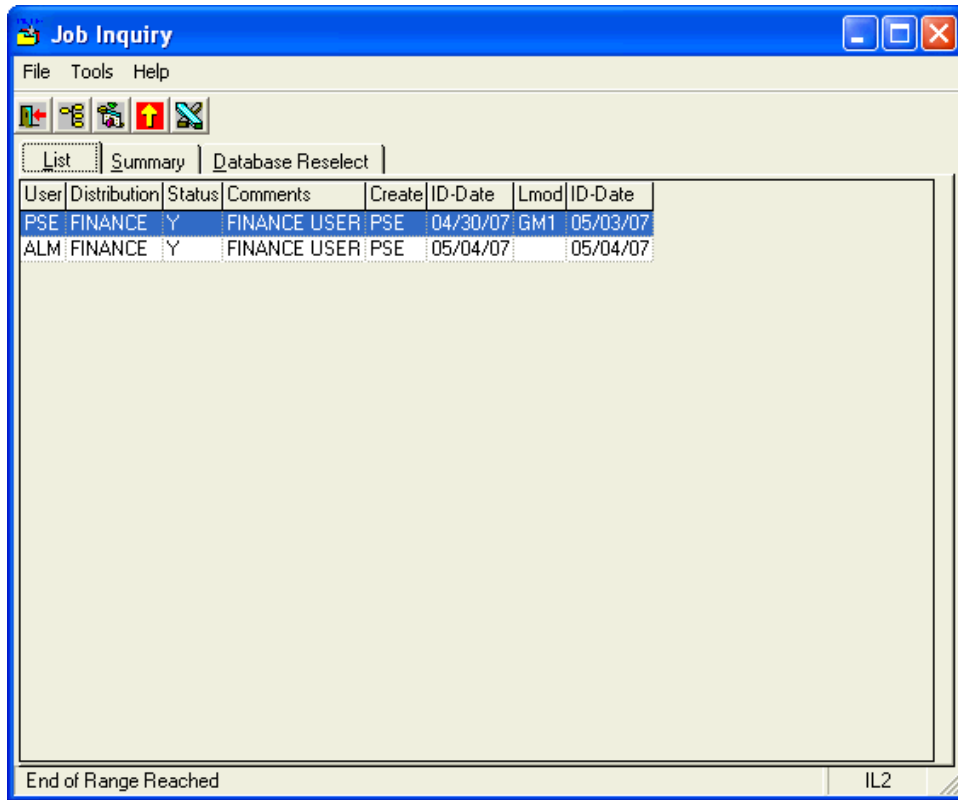 Job Inquiry
File Tools Help
List Summary Database Reselect
User Distribution Status Comments Create ID-Date Lmod ID-Date
PSE FINANCE Y FINANCE USER PSE 04/30/07 GM1 05/03/07
ALM FINANCE Y FINANCE USER PSE 05/04/07 05/04/07
End of Range Reached IL2